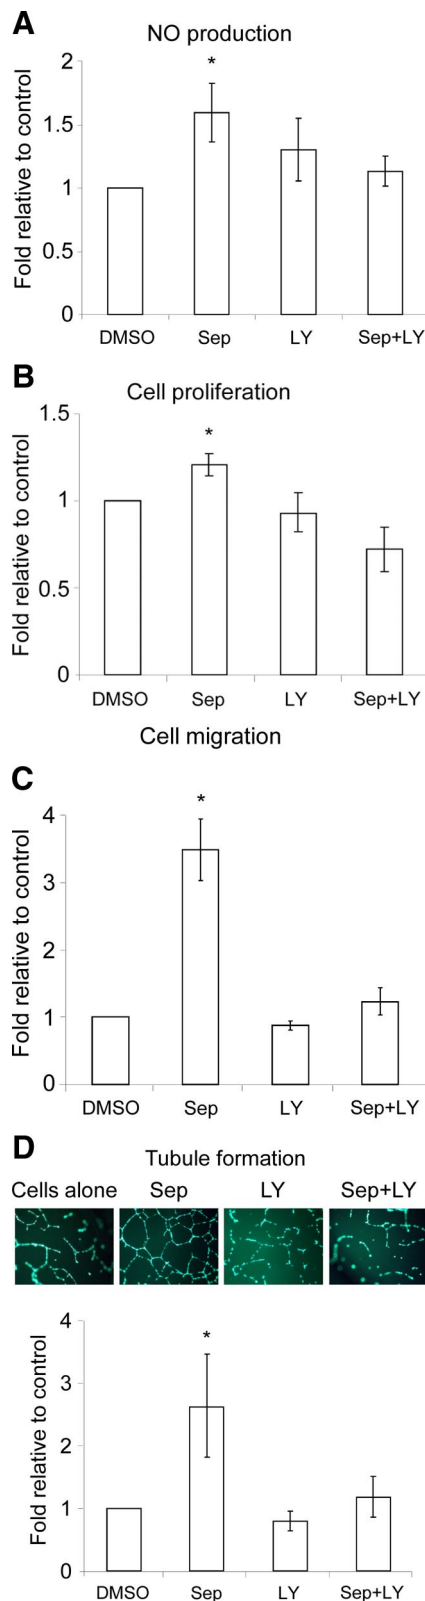 A
NO production
Fold relative to control
2
1.5
1
0.5
0
*
DMSO Sep LY Sep+LY
B
Cell proliferation
Fold relative to control
1.5
1
0.5
0
*
DMSO Sep LY Sep+LY
Cell migration
C
Fold relative to control
4
3
2
1
0
*
DMSO Sep LY Sep+LY
D
Tubule formation
Cells alone Sep LY Sep+LY
Fold relative to control
4
3
2
1
0
*
DMSO Sep LY Sep+LY